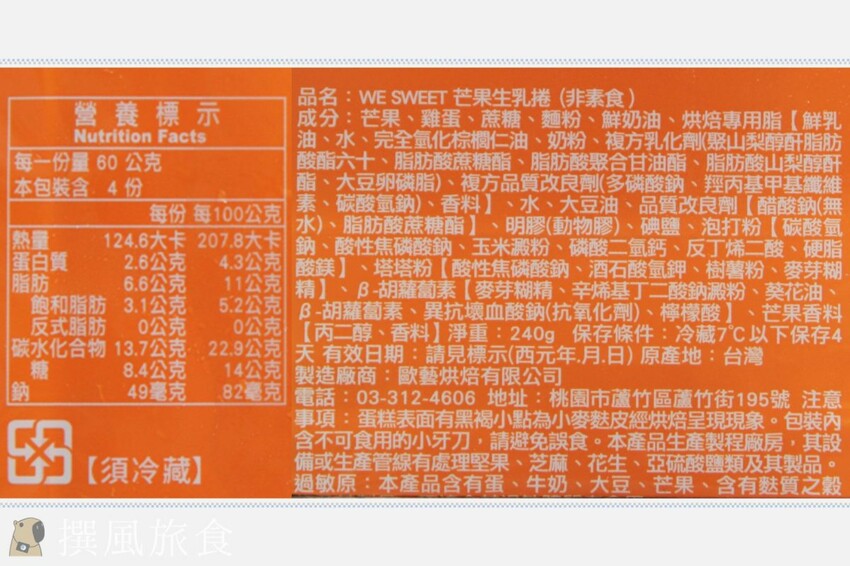 營養標示
Nutrition Facts
每一份量 60 公克
本包裝含 4 份
每份 每100公克
熱量 124.6大卡 207.8大卡
蛋白質 2.6公克 4.3公克
脂肪 6.6公克 11公克
飽和脂肪 3.1公克 5.2公克
反式脂肪 0公克 0公克
碳水化合物 13.7公克 22.9公克
糖 8.4公克 14公克
鈉 49毫克 82毫克
【須冷藏】
品名：WE SWEET 芒果生乳捲 (非素食)
成分：芒果、雞蛋、蔗糖、麵粉、鮮奶油、烘焙專用脂【鮮乳
油、水、完全氫化棕櫚仁油、奶粉、複方乳化劑(聚山梨醇酐脂肪
酸酯六十、脂肪酸蔗糖酯、脂肪酸聚合甘油酯、脂肪酸山梨醇酐
酯、大豆卵磷脂)、複方品質改良劑(多磷酸鈉、羥丙基甲基纖維
素、碳酸氫鈉)、香料】、水、大豆油、品質改良劑【醋酸鈉(無
水)、脂肪酸蔗糖酯】、明膠(動物膠)、碘鹽、泡打粉【碳酸氫
鈉、酸性焦磷酸鈉、玉米澱粉、磷酸二氫鈣、反丁烯二酸、硬脂
酸鎂】、塔塔粉【酸性焦磷酸鈉、酒石酸氫鉀、樹薯粉、麥芽糊
精】、β-胡蘿蔔素【麥芽糊精、辛烯基丁二酸鈉澱粉、葵花油、
β-胡蘿蔔素、異抗壞血酸鈉(抗氧化劑)、檸檬酸】、芒果香料
【丙二醇、香料】淨重：240g 保存條件：冷藏7℃以下保存4
天 有效日期：請見標示(西元年.月.日) 原產地：台灣
製造廠商：歐藝烘焙有限公司
電話：03-312-4606 地址：桃園市蘆竹區蘆竹街195號 注意
事項：蛋糕表面有黑褐小點為小麥麩皮經烘焙呈現現象。包裝內
含不可食用的小牙刀，請避免誤食。本產品生產製程廠房，其設
備或生產管線有處理堅果、芝麻、花生、亞硫酸鹽類及其製品。
過敏原：本產品含有蛋、牛奶、大豆、芒果、含有麩質之穀
撰風旅食